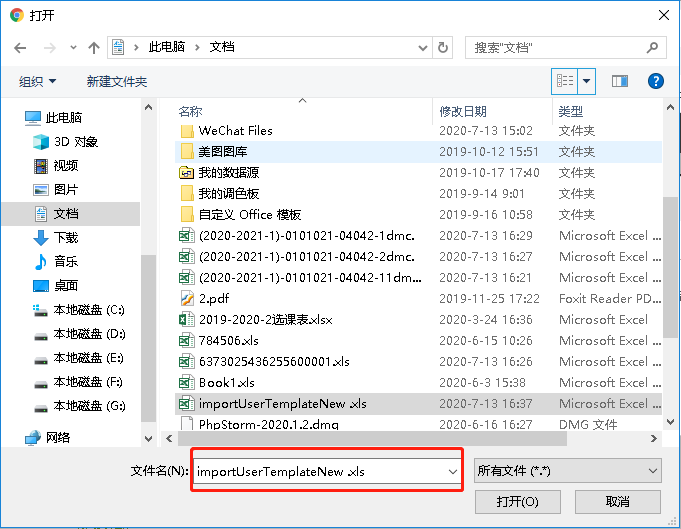 打开
此电脑 文档
搜索"文档"
组织 新建文件夹
名称 修改日期 类型
此电脑
3D 对象
视频
图片
文档
下载
音乐
桌面
本地磁盘 (C:)
本地磁盘 (D:)
本地磁盘 (E:)
本地磁盘 (F:)
本地磁盘 (G:)
网络
WeChat Files 2020-7-13 15:02 文件夹
美图图库 2019-10-12 15:51 文件夹
我的数据源 2019-10-17 17:40 文件夹
我的调色板 2019-9-14 9:01 文件夹
自定义 Office 模板 2019-9-16 10:58 文件夹
(2020-2021-1)-0101021-04042-1dmc. 2020-7-13 16:29 Microsoft Excel ...
(2020-2021-1)-0101021-04042-2dmc. 2020-7-13 16:27 Microsoft Excel ...
(2020-2021-1)-0101021-04042-11dm... 2020-7-13 16:21 Microsoft Excel ...
2.pdf 2019-11-25 17:22 Foxit Reader PD...
2019-2020-2选课表.xlsx 2020-3-24 16:36 Microsoft Excel ...
784506.xls 2020-6-15 10:26 Microsoft Excel ...
6373025436255600001.xls 2020-7-13 16:26 Microsoft Excel ...
Book1.xls 2020-6-3 15:38 Microsoft Excel ...
importUserTemplateNew .xls 2020-7-13 16:37 Microsoft Excel ...
PhpStorm-2020.1.2.dmg 2020-6-16 16:27 DMG 文件
文件名(N): importUserTemplateNew .xls 所有文件 (*.*)
打开(O) 取消